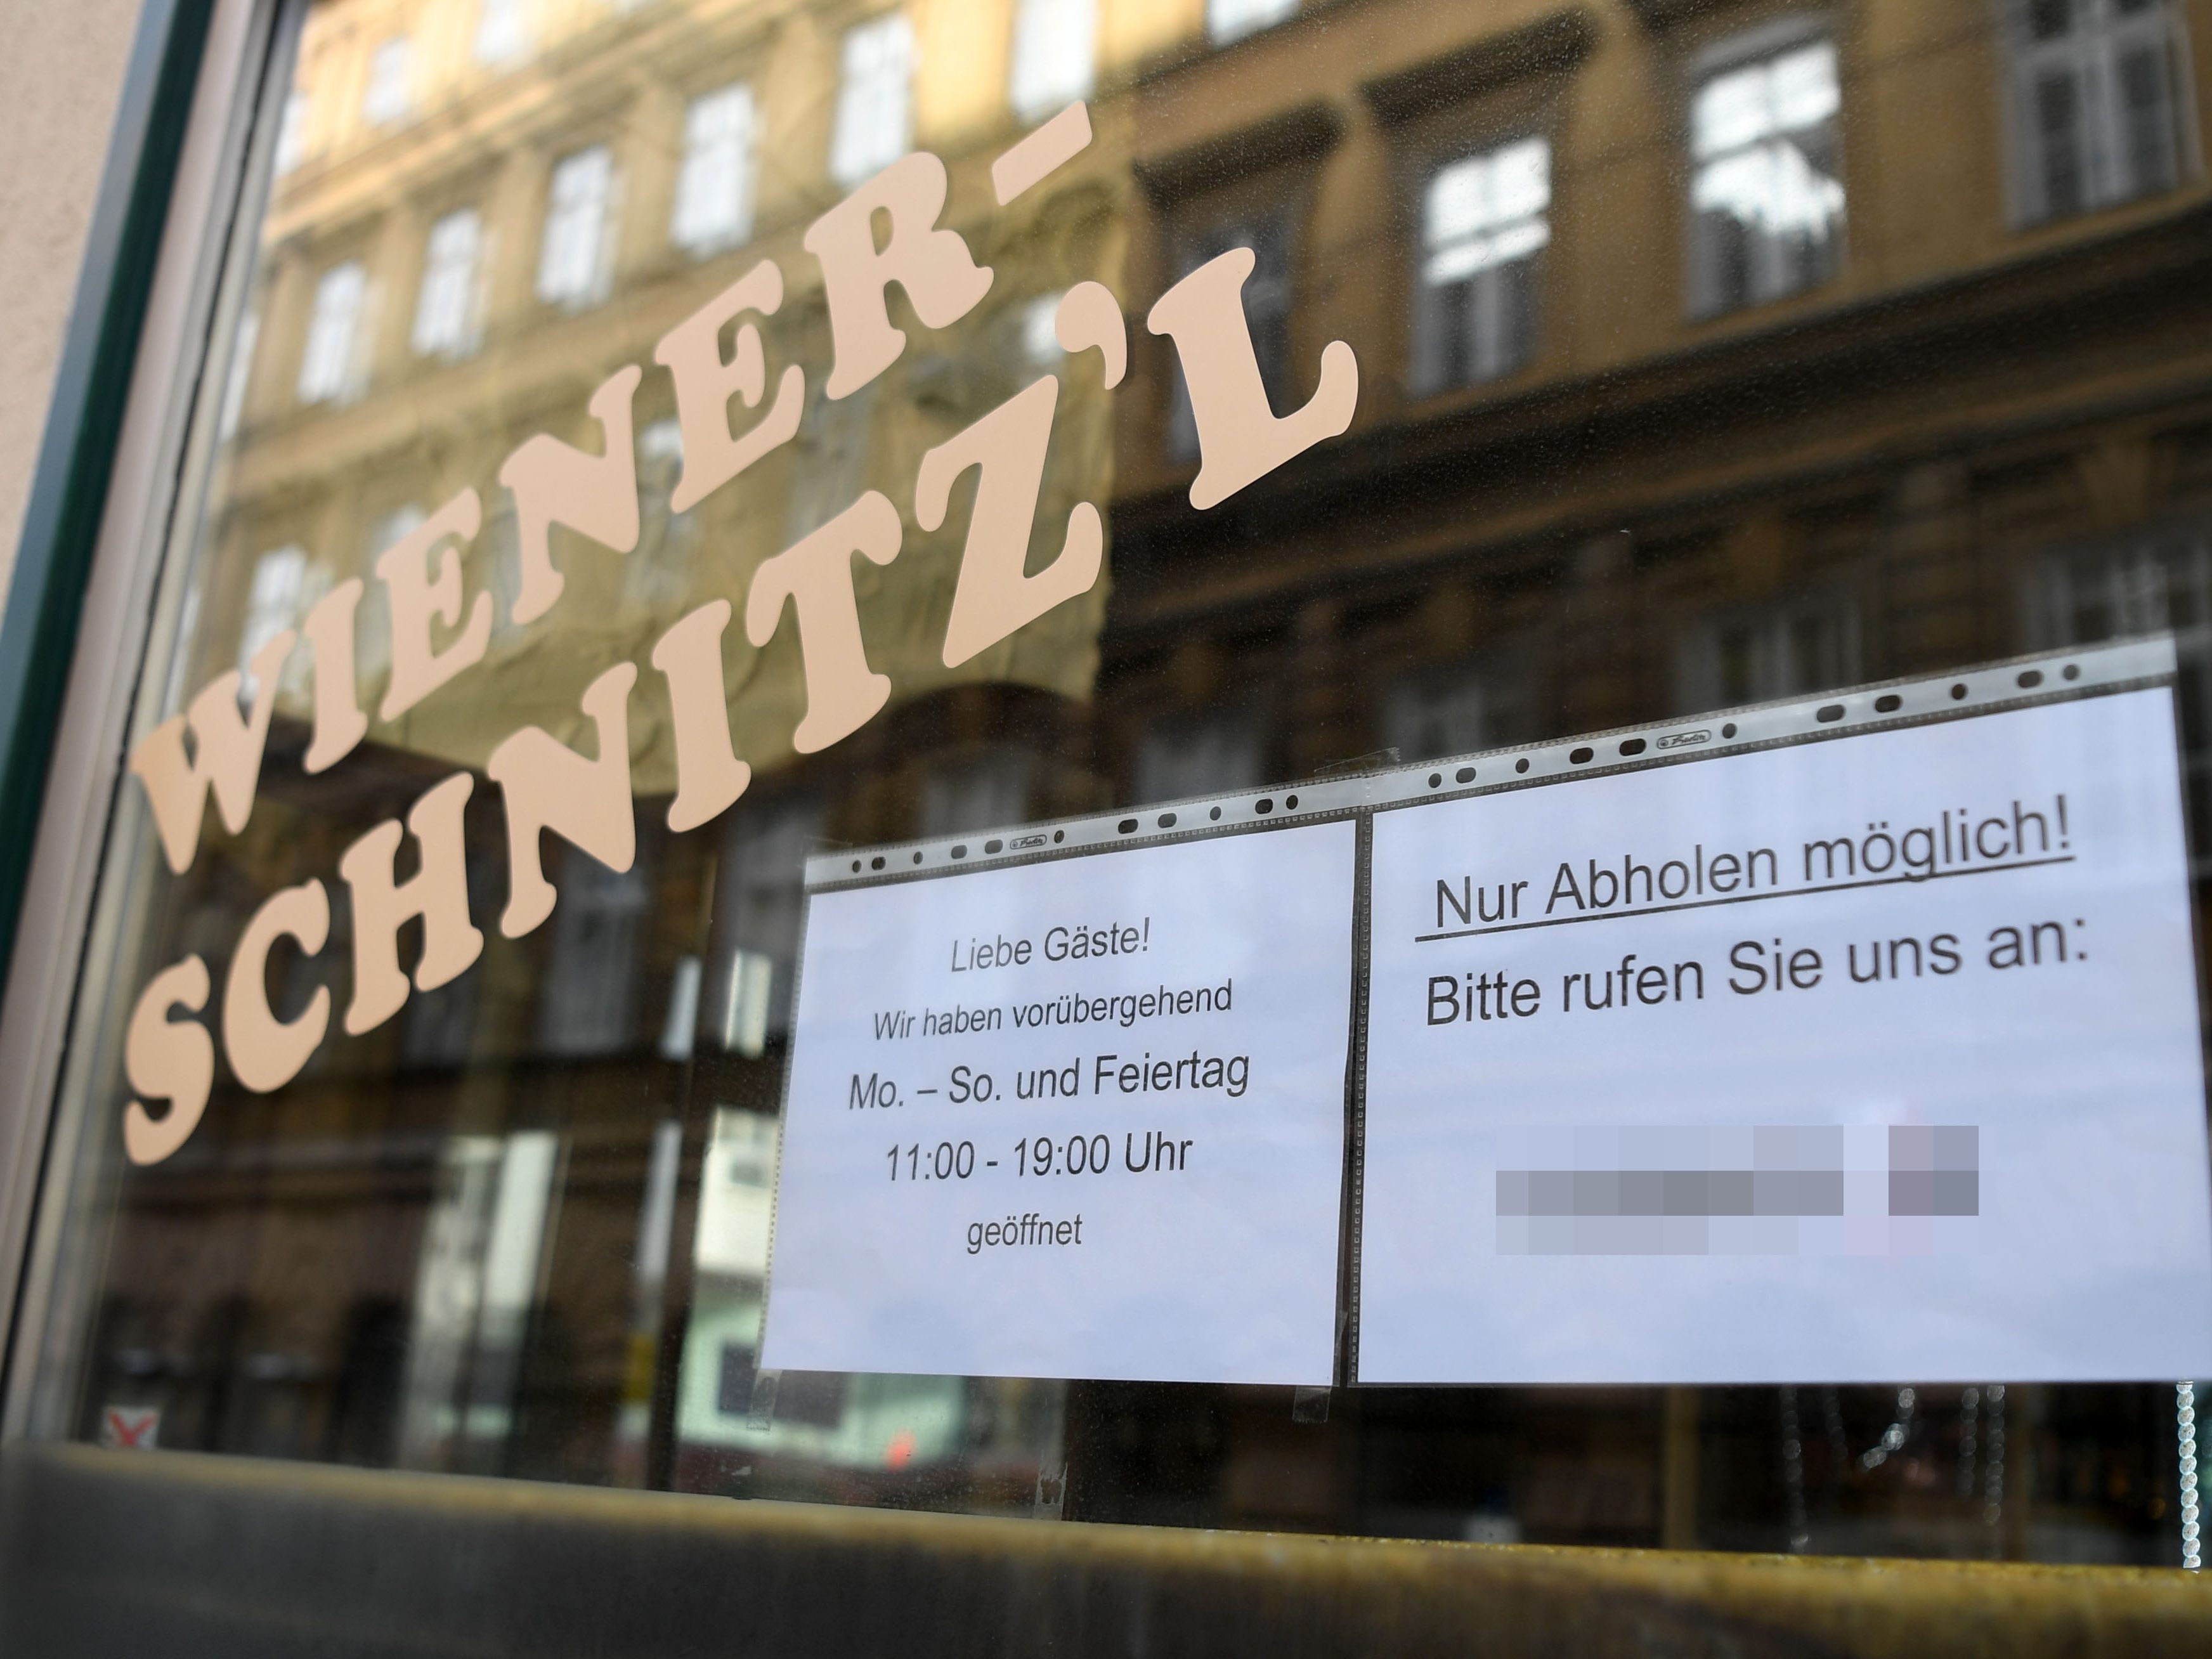 WIENER-
SCHNITZ'L
Liebe Gäste!
Wir haben vorübergehend
Mo. – So. und Feiertag
11:00 - 19:00 Uhr
geöffnet
Nur Abholen möglich!
Bitte rufen Sie uns an: